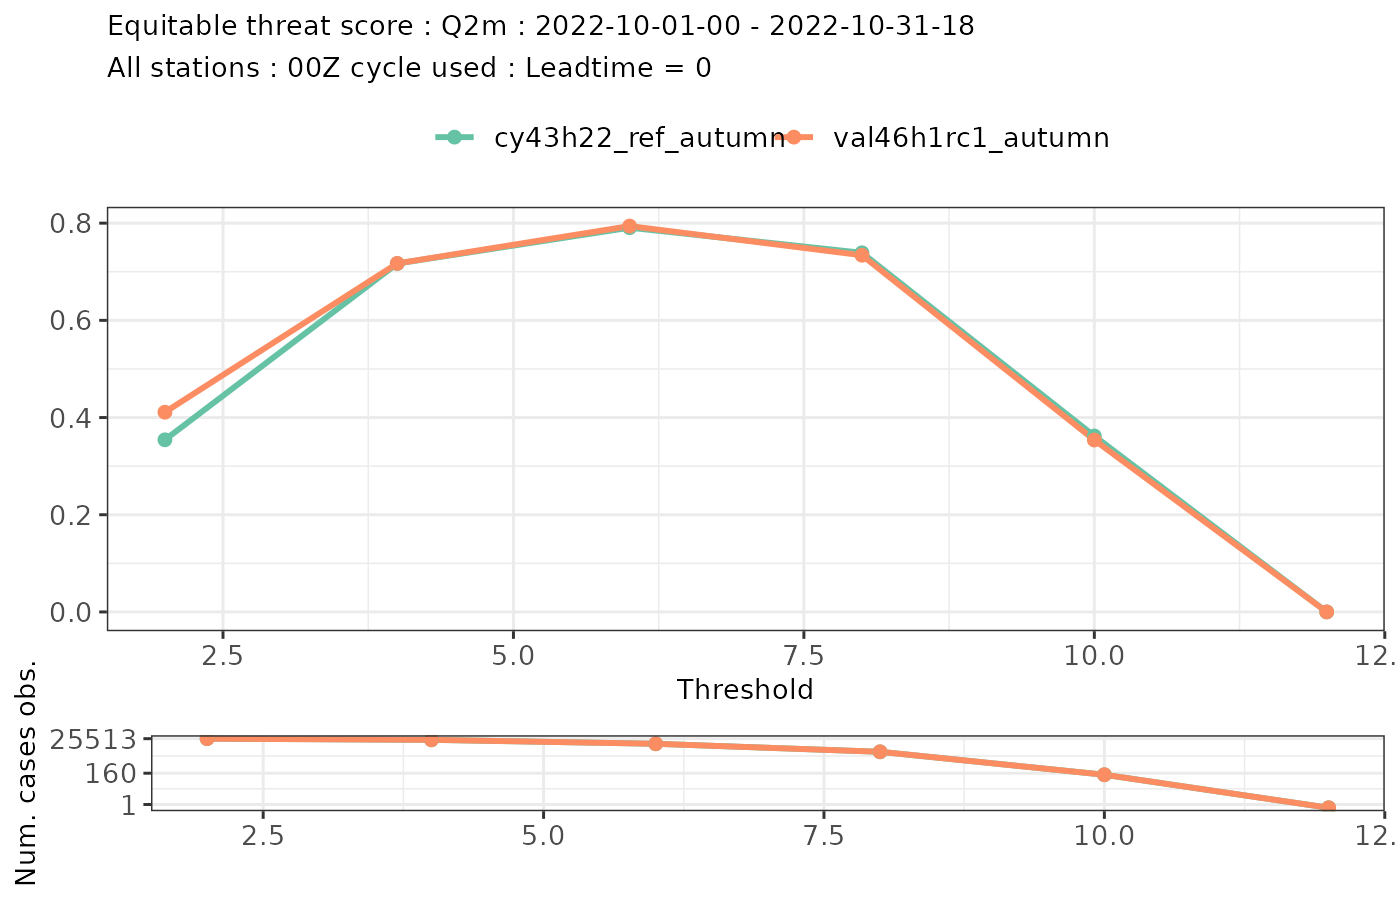 Equitable threat score : Q2m : 2022-10-01-00 - 2022-10-31-18
All stations : 00Z cycle used : Leadtime = 0
cy43h22_ref_autumn val46h1rc1_autumn
0.8
0.6
0.4
0.2
0.0
2.5 5.0 7.5 10.0 12.
Threshold
Num. cases obs.
25513
160
1
2.5 5.0 7.5 10.0 12.